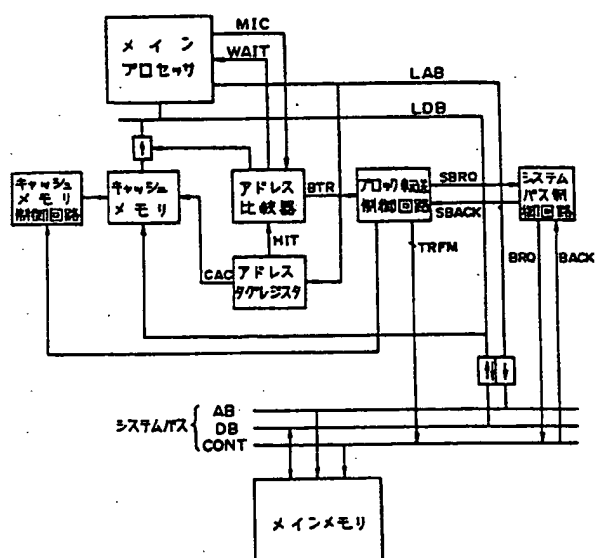 メイン
プロセッサ
MIC
WAIT
LAB
LDB
キャッシュ
メモリ
制御回路
キャッシュ
メモリ
アドレス
比較器
BTR
ブロック転送
制御回路
SBRQ
SBACK
システム
バス制
御回路
HIT
CAC
アドレス
タグレジスタ
TRFM
BRQ
BACK
システムバス
AB
DB
CONT
メインメモリ